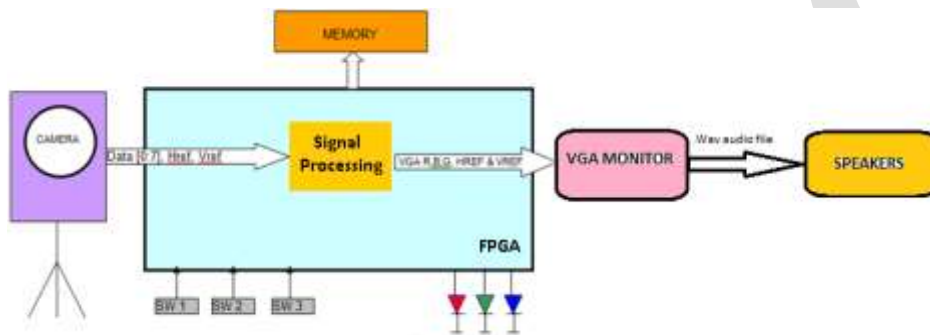 MEMORY
CAMERA
Data [0:7], Href, Vref
Signal
Processing
VGA R,B,G, HREF & VREF
VGA MONITOR
Wav audio file
SPEAKERS
FPGA
SW 1
SW 2
SW 3